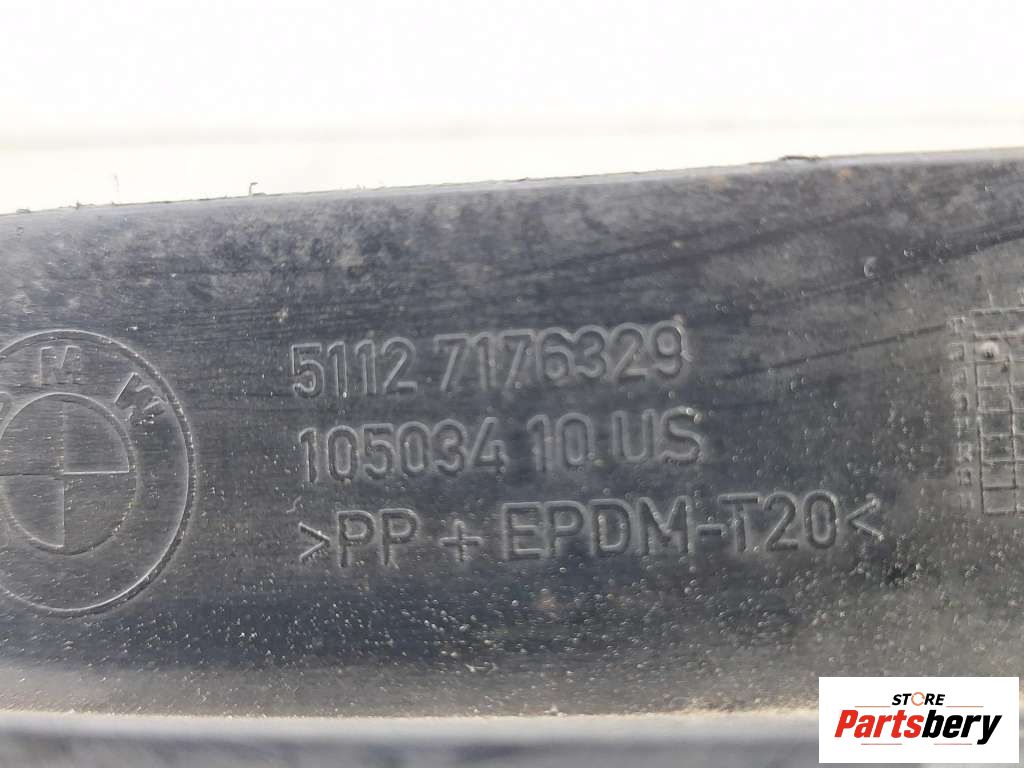 BMW
5112 7176329
105034 10 US
>PP + EPDM-T20<
STORE
Partsbery